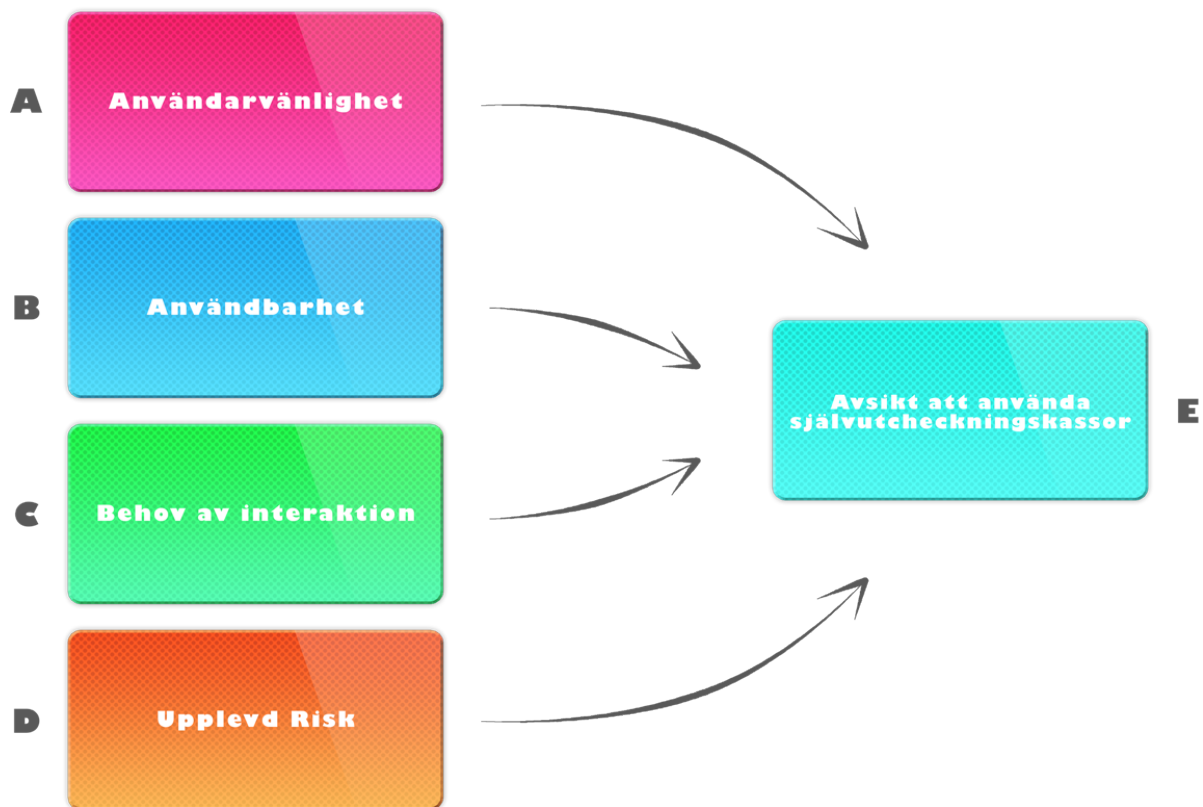 A
Användarvänlighet
B
Användbarhet
C
Behov av interaktion
D
Upplevd Risk
Avsikt att använda
självutcheckningskassor
E